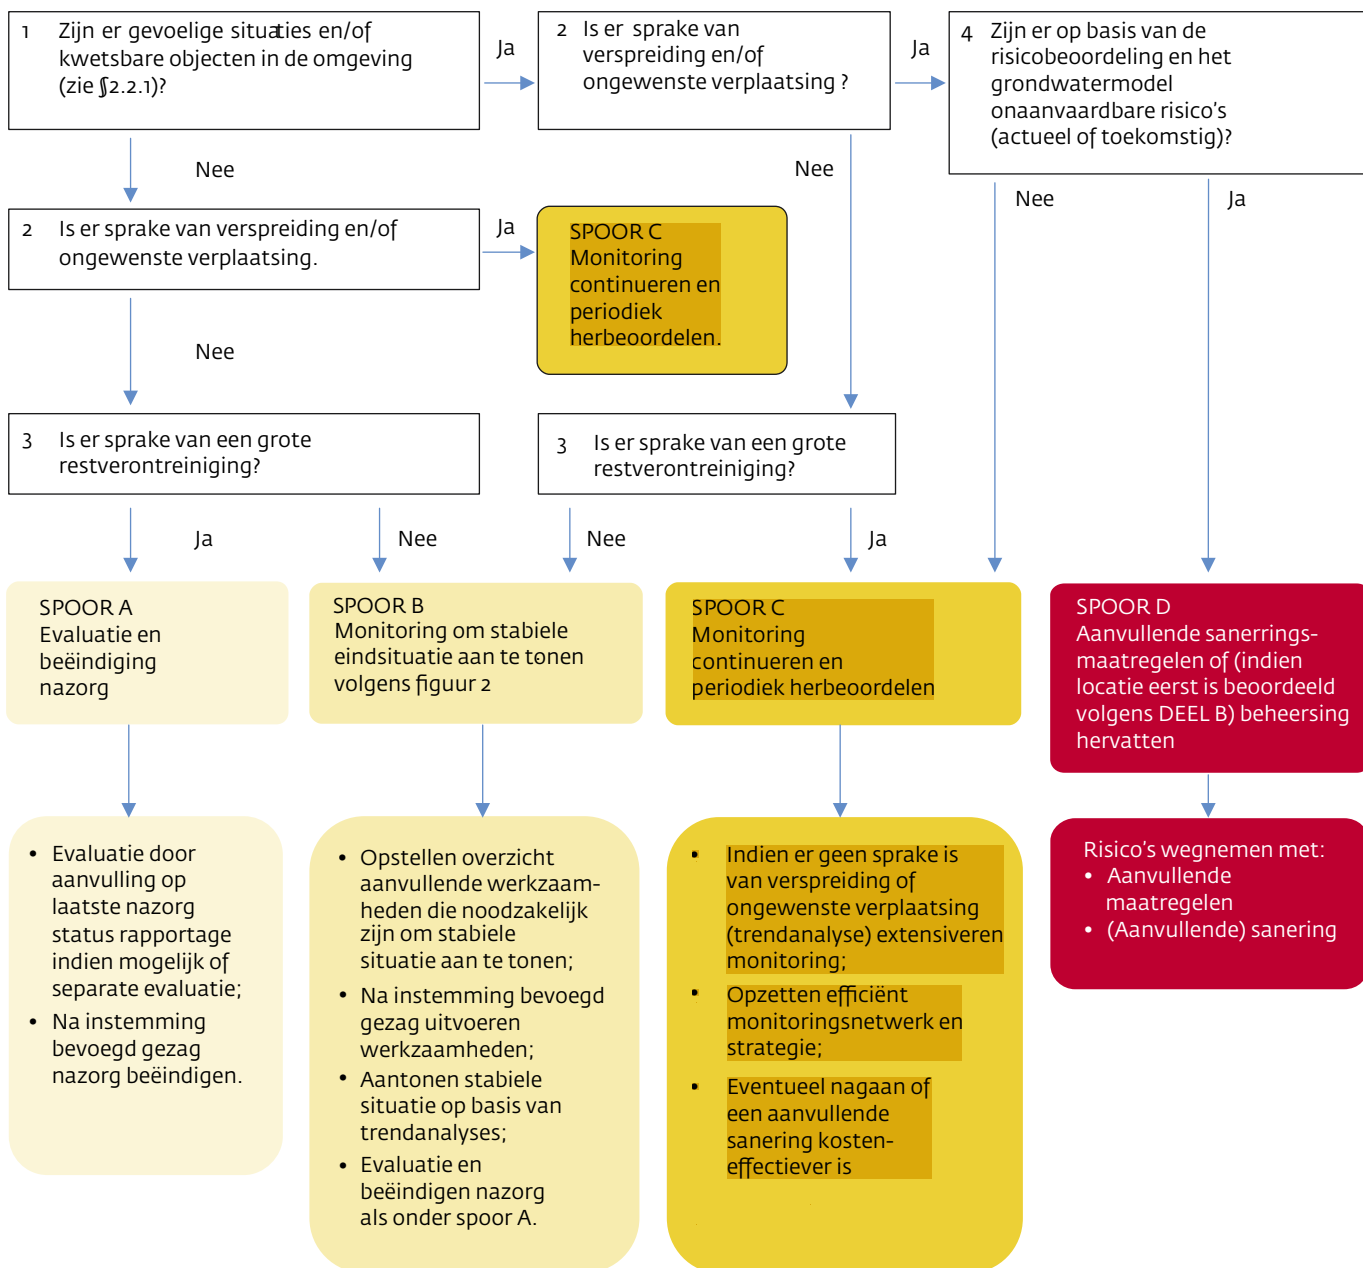 1 Zijn er gevoelige situaties en/of
kwetsbare objecten in de omgeving
(zie §2.2.1)?
Ja
2 Is er sprake van
verspreiding en/of
ongewenste verplaatsing ?
Ja
4 Zijn er op basis van de
risicobeoordeling en het
grondwatermodel
onaanvaardbare risico's
(actueel of toekomstig)?
Nee
Nee
Nee
Ja
2 Is er sprake van verspreiding en/of
ongewenste verplaatsing.
Ja
SPOOR C
Monitoring
continueren en
periodiek
herbeoordelen.
Nee
3 Is er sprake van een grote
restverontreiniging?
3 Is er sprake van een grote
restverontreiniging?
Ja
Nee
Nee
Ja
SPOOR A
Evaluatie en
beëindiging
nazorg
SPOOR B
Monitoring om stabiele
eindsituatie aan te tonen
volgens figuur 2
SPOOR C
Monitoring
continueren en
periodiek herbeoordelen
SPOOR D
Aanvullende sanerrings-
maatregelen of (indien
locatie eerst is beoordeeld
volgens DEEL B) beheersing
hervatten
• Evaluatie door
aanvulling op
laatste nazorg
status rapportage
indien mogelijk of
separate evaluatie;
• Na instemming
bevoegd gezag
nazorg beëindigen.
• Opstellen overzicht
aanvullende werkzaam-
heden die noodzakelijk
zijn om stabiele
situatie aan te tonen;
• Na instemming bevoegd
gezag uitvoeren
werkzaamheden;
• Aantonen stabiele
situatie op basis van
trendanalyses;
• Evaluatie en
beëindigen nazorg
als onder spoor A.
• Indien er geen sprake is
van verspreiding of
ongewenste verplaatsing
(trendanalyse) extensiveren
monitoring;
• Opzetten efficiënt
monitoringsnetwerk en
strategie;
• Eventueel nagaan of
een aanvullende
sanering kosten-
effectiever is
Risico's wegnemen met:
• Aanvullende
maatregelen
• (Aanvullende) sanering